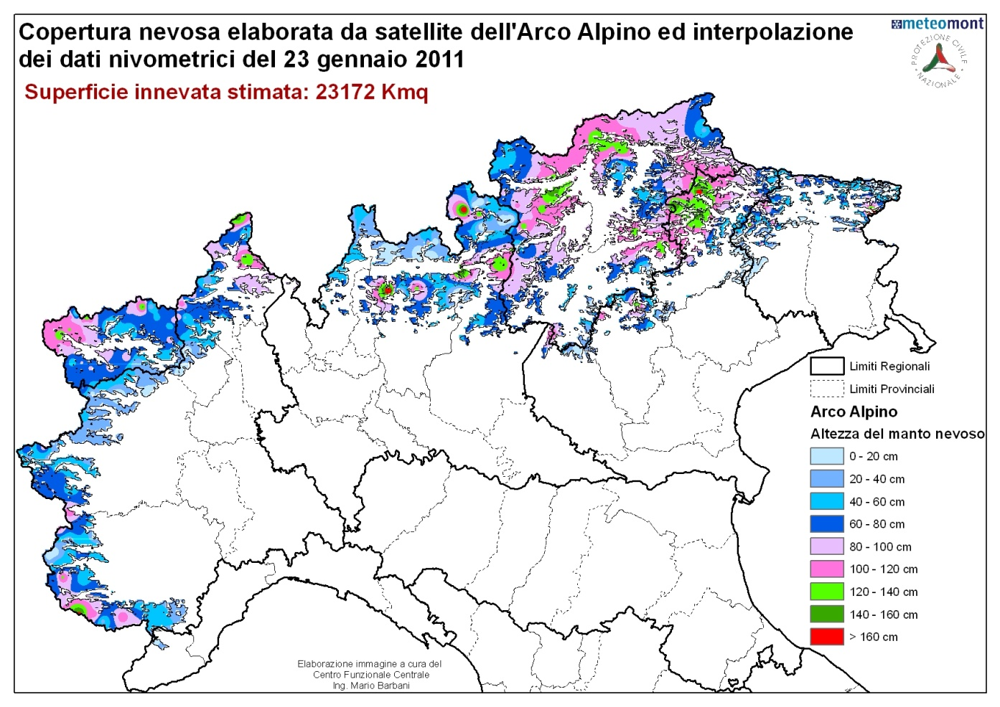 Copertura nevosa elaborata da satellite dell'Arco Alpino ed interpolazione
dei dati nivometrici del 23 gennaio 2011
Superficie innevata stimata: 23172 Kmq
meteomont
PROTEZIONE CIVILE
NAZIONALE
Limiti Regionali
Limiti Provinciali
Arco Alpino
Altezza del manto nevoso
0 - 20 cm
20 - 40 cm
40 - 60 cm
60 - 80 cm
80 - 100 cm
100 - 120 cm
120 - 140 cm
140 - 160 cm
> 160 cm
Elaborazione immagine a cura del
Centro Funzionale Centrale
Ing. Mario Barbani